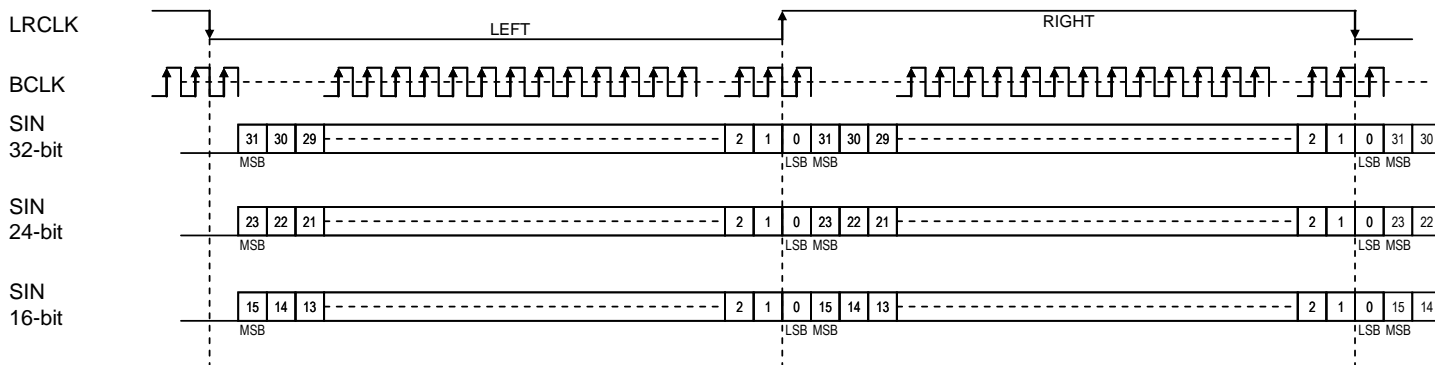 LRCLK LEFT RIGHT
BCLK
SIN
32-bit
31 30 29 2 1 0 31 30 29 2 1 0 31 30
MSB LSB MSB LSB MSB
SIN
24-bit
23 22 21 2 1 0 23 22 21 2 1 0 23 22
MSB LSB MSB LSB MSB
SIN
16-bit
15 14 13 2 1 0 15 14 13 2 1 0 15 14
MSB LSB MSB LSB MSB